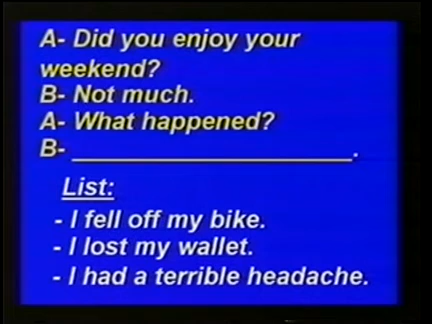 A- Did you enjoy your
weekend?
B- Not much.
A- What happened?
B- ____________________.
List:
- I fell off my bike.
- I lost my wallet.
- I had a terrible headache.